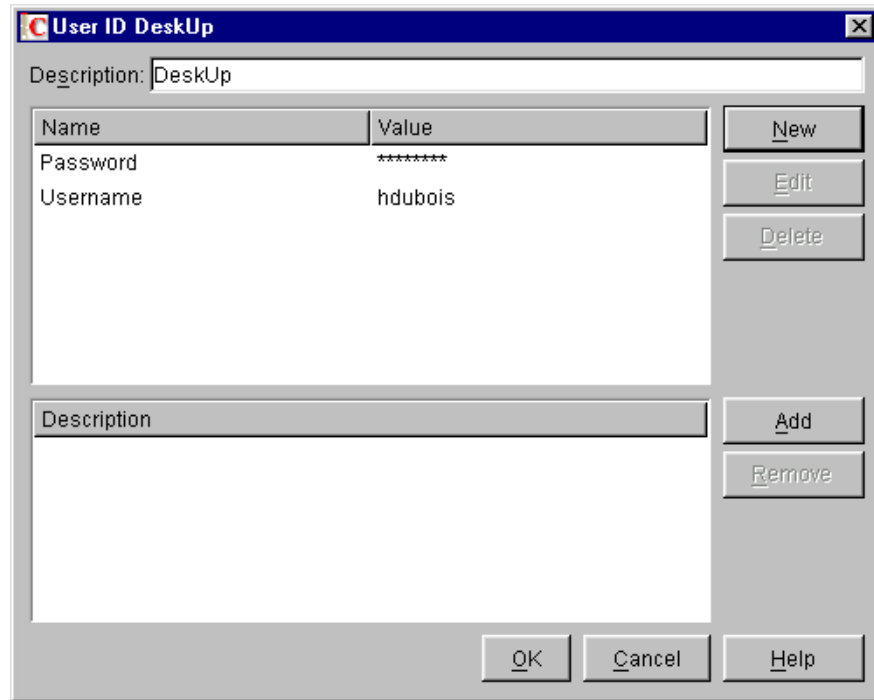 C User ID DeskUp
Description: DeskUp
Name Value New
Password ******** Edit
Username hdubois Delete
Description Add
Remove
OK Cancel Help